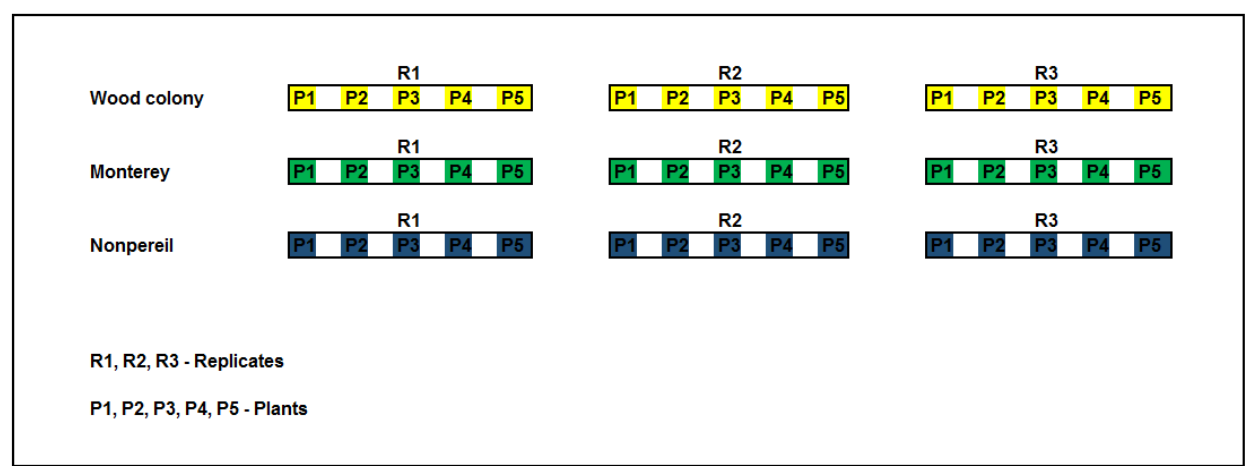 R1 R2 R3
Wood colony P1 P2 P3 P4 P5 P1 P2 P3 P4 P5 P1 P2 P3 P4 P5
R1 R2 R3
Monterey P1 P2 P3 P4 P5 P1 P2 P3 P4 P5 P1 P2 P3 P4 P5
R1 R2 R3
Nonpereil P1 P2 P3 P4 P5 P1 P2 P3 P4 P5 P1 P2 P3 P4 P5
R1, R2, R3 - Replicates
P1, P2, P3, P4, P5 - Plants